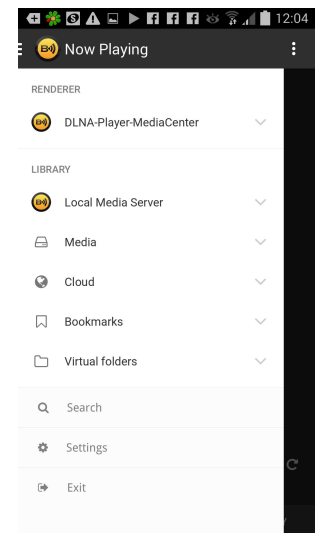 12:04
Now Playing
RENDERER
DLNA-Player-MediaCenter
LIBRARY
Local Media Server
Media
Cloud
Bookmarks
Virtual folders
Search
Settings
Exit